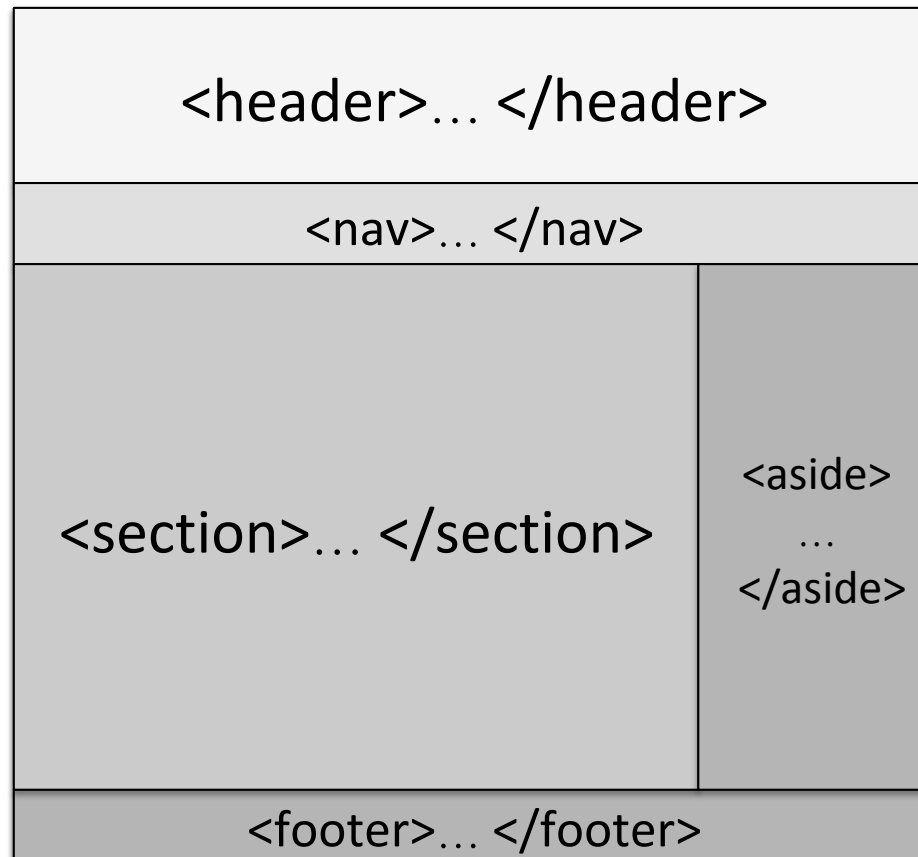 <header>… </header>
<nav>… </nav>
<section>… </section>
<aside>
…
</aside>
<footer>… </footer>